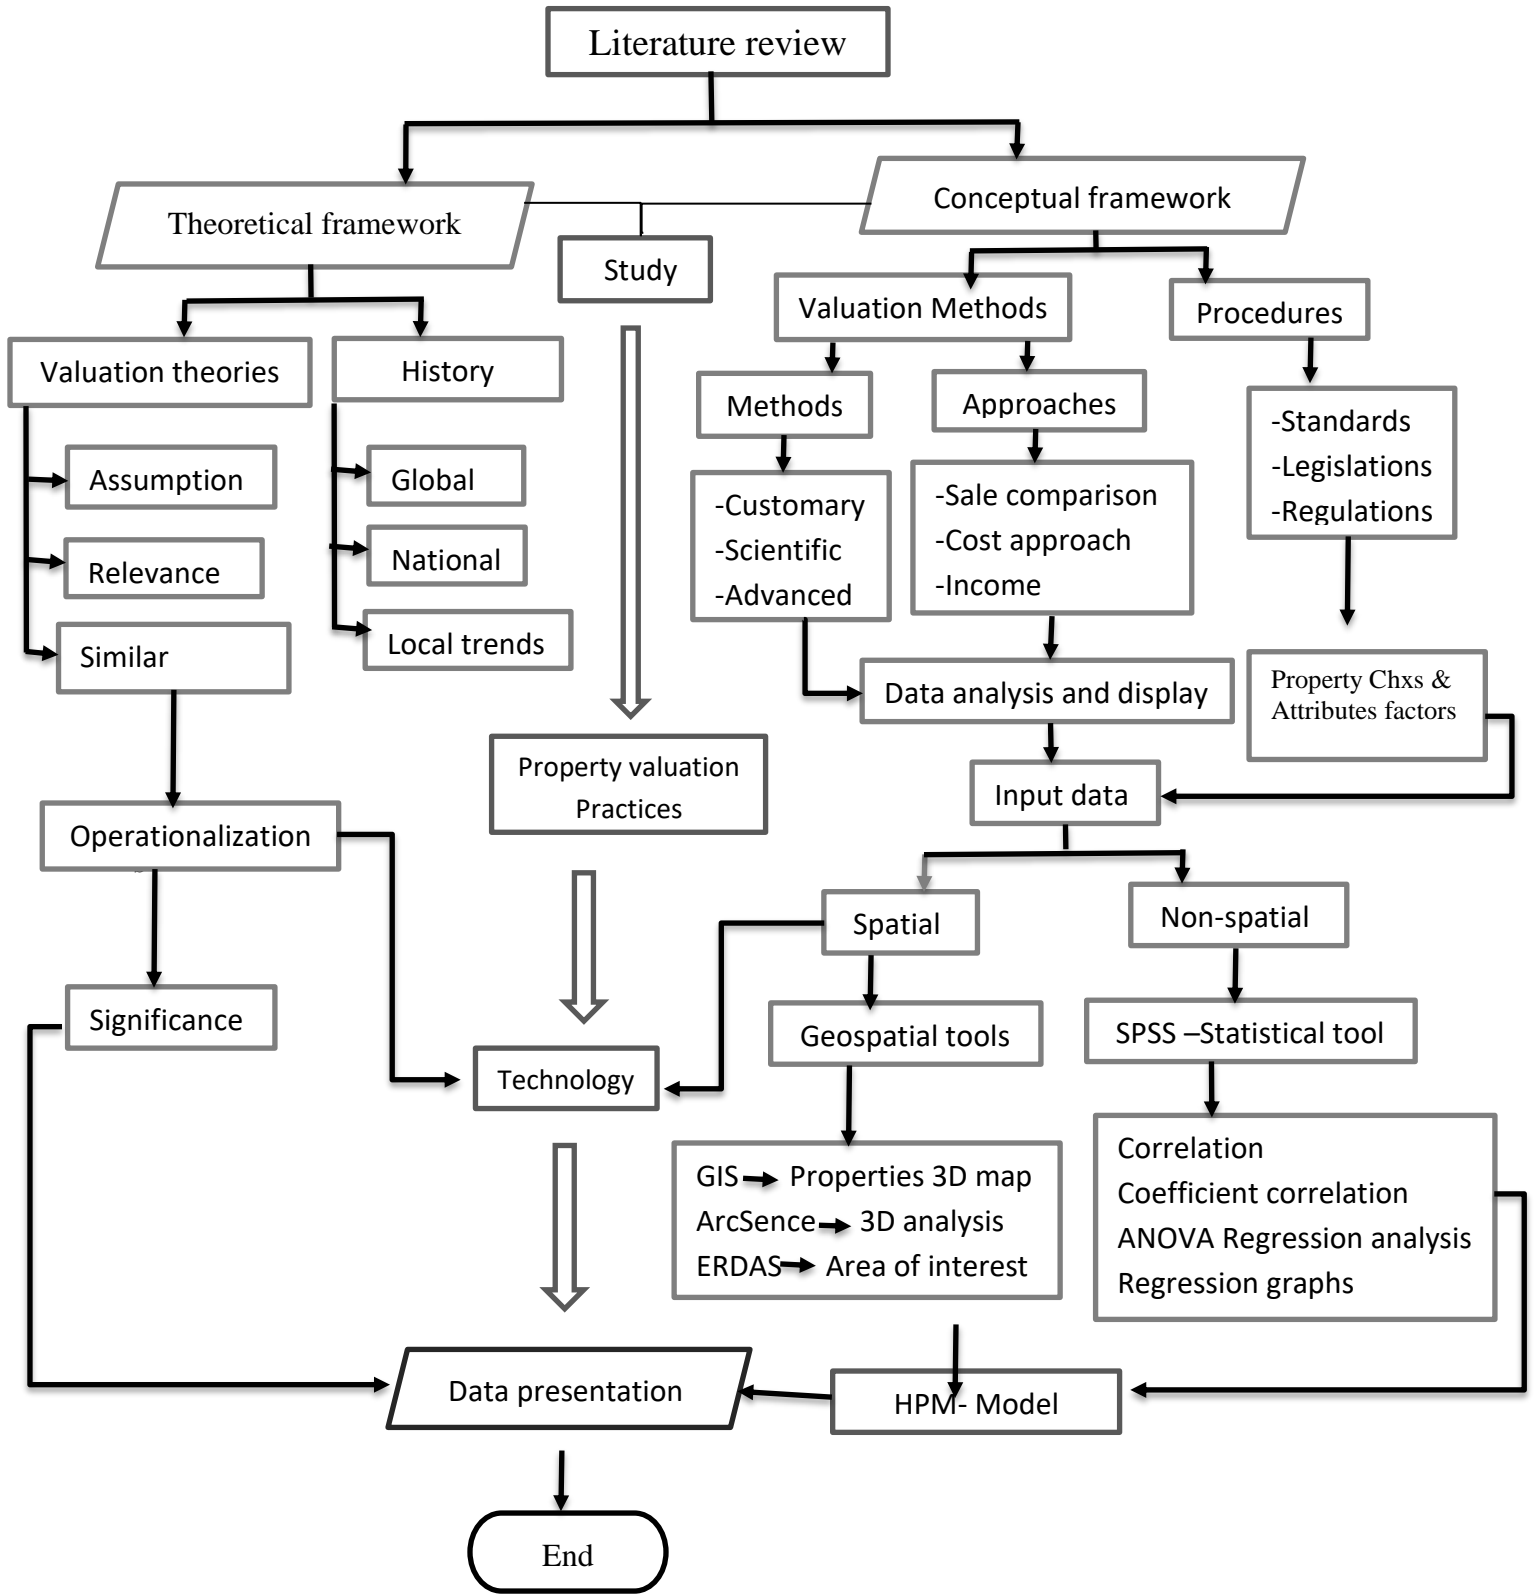 Literature review
Theoretical framework
Conceptual framework
Study
Valuation Methods
Procedures
Valuation theories
History
Methods
Approaches
-Standards
-Legislations
-Regulations
Assumption
Global
-Customary
-Scientific
-Advanced
-Sale comparison
-Cost approach
-Income
Relevance
National
Similar
Local trends
Data analysis and display
Property Chxs &
Attributes factors
Property valuation
Practices
Input data
Operationalization
Spatial
Non-spatial
Significance
Technology
Geospatial tools
SPSS –Statistical tool
GIS Properties 3D map
ArcSence 3D analysis
ERDAS Area of interest
Correlation
Coefficient correlation
ANOVA Regression analysis
Regression graphs
Data presentation
HPM- Model
End